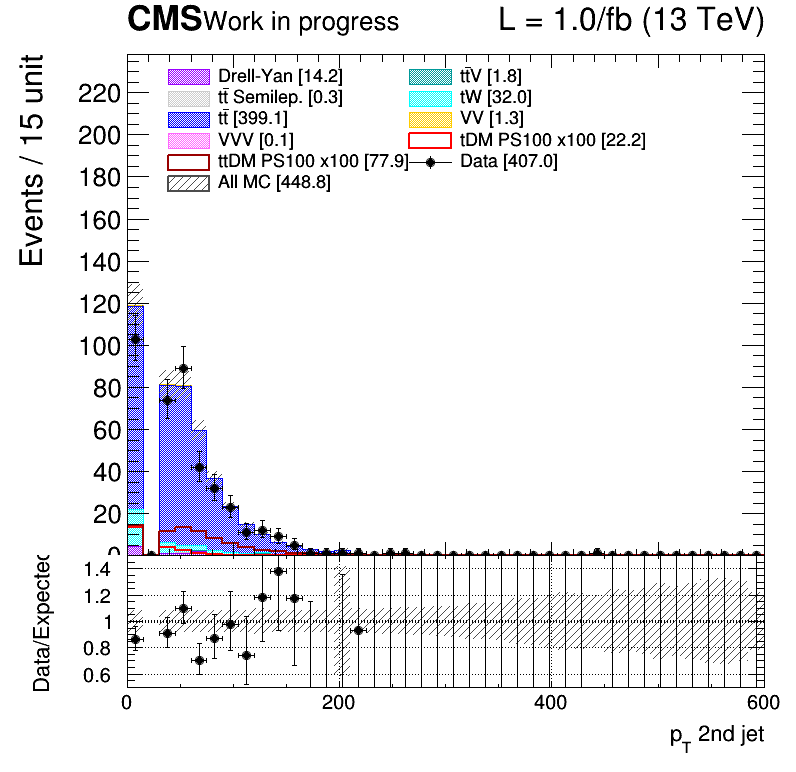 CMS Work in progress L = 1.0/fb (13 TeV)
Events / 15 unit
Drell-Yan [14.2]
tt̄ Semilep. [0.3]
tt̄ [399.1]
VVV [0.1]
ttDM PS100 x100 [77.9]
All MC [448.8]
tt̄V [1.8]
tW [32.0]
VV [1.3]
tDM PS100 x100 [22.2]
Data [407.0]
220
200
180
160
140
120
100
80
60
40
20
0
Data/Expected
1.4
1.2
1
0.8
0.6
0 200 400 600
p_T 2nd jet